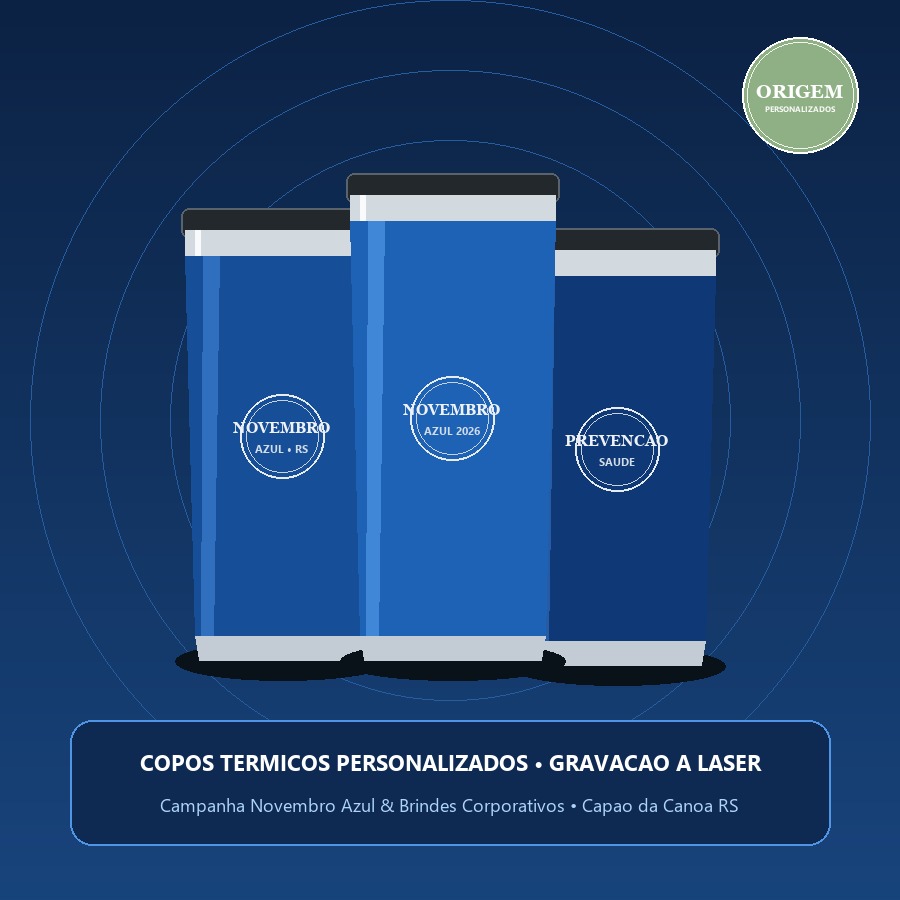 ORIGEM
PERSONALIZADOS
NOVEMBRO
AZUL • RS
NOVEMBRO
AZUL 2026
PREVENCAO
SAUDE
COPOS TERMICOS PERSONALIZADOS • GRAVACAO A LASER
Campanha Novembro Azul & Brindes Corporativos • Capao da Canoa RS